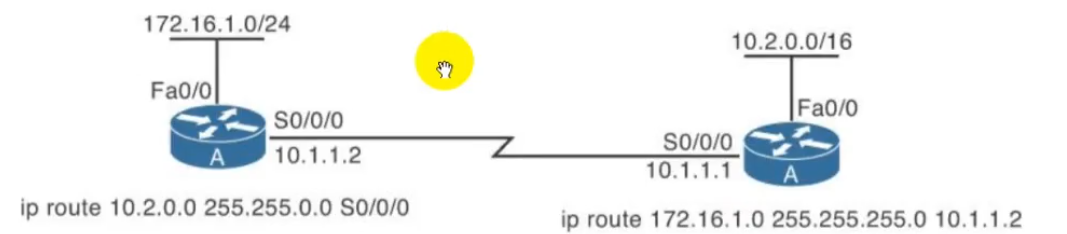 172.16.1.0/24
10.2.0.0/16
Fa0/0
Fa0/0
S0/0/0
S0/0/0
A
10.1.1.2
10.1.1.1
A
ip route 10.2.0.0 255.255.0.0 S0/0/0
ip route 172.16.1.0 255.255.255.0 10.1.1.2